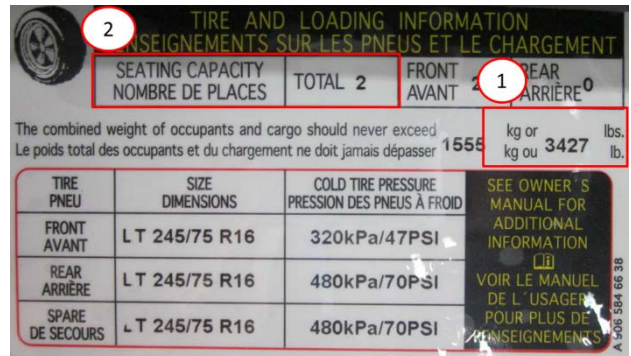 2
TIRE AND LOADING INFORMATION
RENSEIGNEMENTS SUR LES PNEUS ET LE CHARGEMENT
SEATING CAPACITY
NOMBRE DE PLACES
TOTAL 2
FRONT
AVANT 2
1
REAR
ARRIÈRE 0
The combined weight of occupants and cargo should never exceed
Le poids total des occupants et du chargement ne doit jamais dépasser
1555
kg or
kg ou
3427
lbs.
lb.
TIRE
PNEU
SIZE
DIMENSIONS
COLD TIRE PRESSURE
PRESSION DES PNEUS À FROID
FRONT
AVANT
LT 245/75 R16
320kPa/47PSI
REAR
ARRIÈRE
LT 245/75 R16
480kPa/70PSI
SPARE
DE SECOURS
LT 245/75 R16
480kPa/70PSI
SEE OWNER´S
MANUAL FOR
ADDITIONAL
INFORMATION
VOIR LE MANUEL
DE L´USAGER
POUR PLUS DE
RENSEIGNEMENTS
A 906 584 66 38